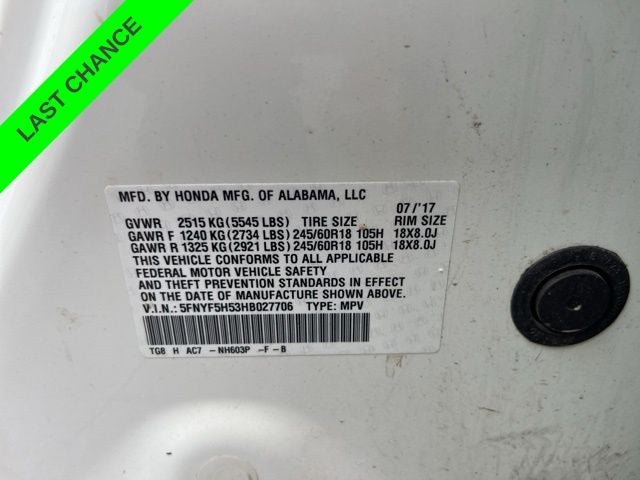 LAST CHANCE
MFD. BY HONDA MFG. OF ALABAMA, LLC
07 /'17
GVWR 2515 KG(5545 LBS) TIRE SIZE RIM SIZE
GAWR F 1240 KG(2734 LBS) 245/60R18 105H 18X8.0J
GAWR R 1325 KG(2921 LBS) 245/60R18 105H 18X8.0J
THIS VEHICLE CONFORMS TO ALL APPLICABLE
FEDERAL MOTOR VEHICLE SAFETY
AND THEFT PREVENTION STANDARDS IN EFFECT
ON THE DATE OF MANUFACTURE SHOWN ABOVE.
V.I.N.: 5FNYF5H53HB027706 TYPE: MPV
TG8 H AC7 -NH603P -F -B